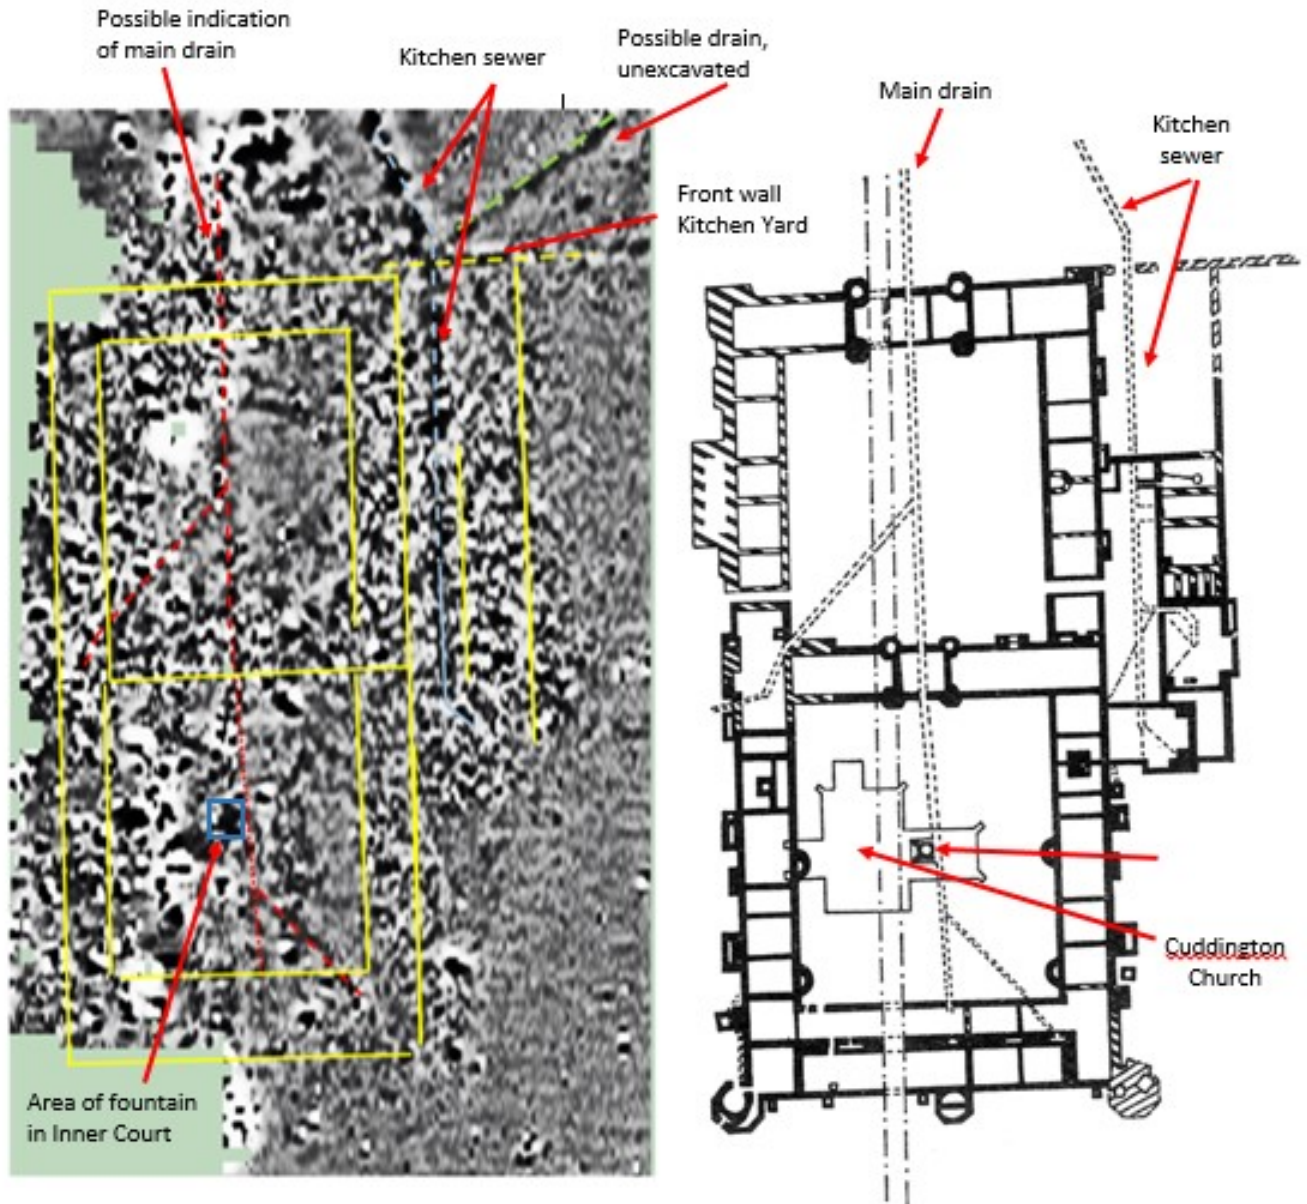 Possible indication
of main drain
Kitchen sewer
Possible drain,
unexcavated
Main drain
Kitchen
sewer
Front wall
Kitchen Yard
Cuddington
Church
Area of fountain
in Inner Court